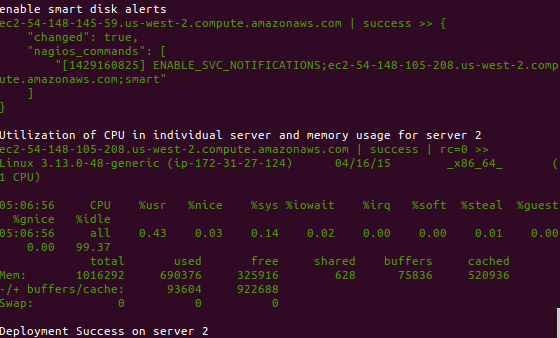 enable smart disk alerts
ec2-54-148-145-59.us-west-2.compute.amazonaws.com | success >> {
    "changed": true,
    "nagios_commands": [
        "[1429160825] ENABLE_SVC_NOTIFICATIONS;ec2-54-148-105-208.us-west-2.comp
ute.amazonaws.com;smart"
    ]
}
Utilization of CPU in individual server and memory usage for server 2
ec2-54-148-105-208.us-west-2.compute.amazonaws.com | success | rc=0 >>
Linux 3.13.0-48-generic (ip-172-31-27-124)      04/16/15        _x86_64_        (
1 CPU)
05:06:56     CPU    %usr   %nice    %sys %iowait    %irq   %soft  %steal  %guest
  %gnice   %idle
05:06:56     all    0.43    0.03    0.14    0.02    0.00    0.00    0.01    0.00
    0.00   99.37
             total       used       free     shared    buffers     cached
Mem:       1016292     690376     325916        628      75836     520936
-/+ buffers/cache:      93604     922688
Swap:            0          0          0
Deployment Success on server 2